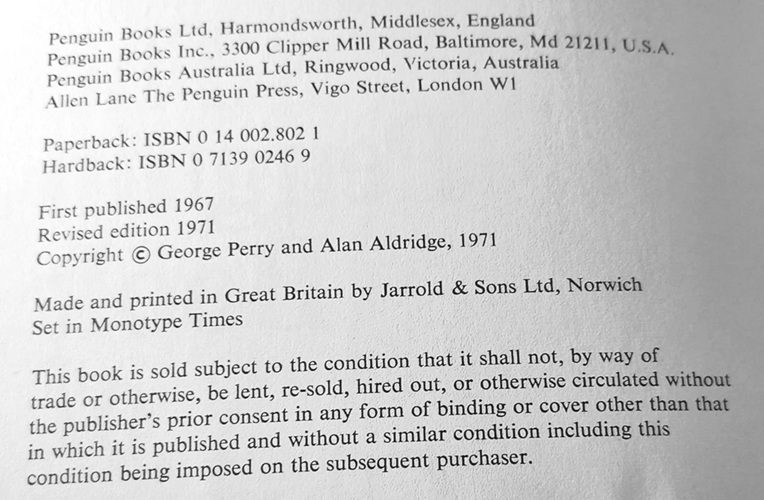 Penguin Books Ltd, Harmondsworth, Middlesex, England
Penguin Books Inc., 3300 Clipper Mill Road, Baltimore, Md 21211, U.S.A.
Penguin Books Australia Ltd, Ringwood, Victoria, Australia
Allen Lane The Penguin Press, Vigo Street, London W1
Paperback: ISBN 0 14 002.802 1
Hardback: ISBN 0 7139 0246 9
First published 1967
Revised edition 1971
Copyright © George Perry and Alan Aldridge, 1971
Made and printed in Great Britain by Jarrold & Sons Ltd, Norwich
Set in Monotype Times
This book is sold subject to the condition that it shall not, by way of
trade or otherwise, be lent, re-sold, hired out, or otherwise circulated without
the publisher's prior consent in any form of binding or cover other than that
in which it is published and without a similar condition including this
condition being imposed on the subsequent purchaser.